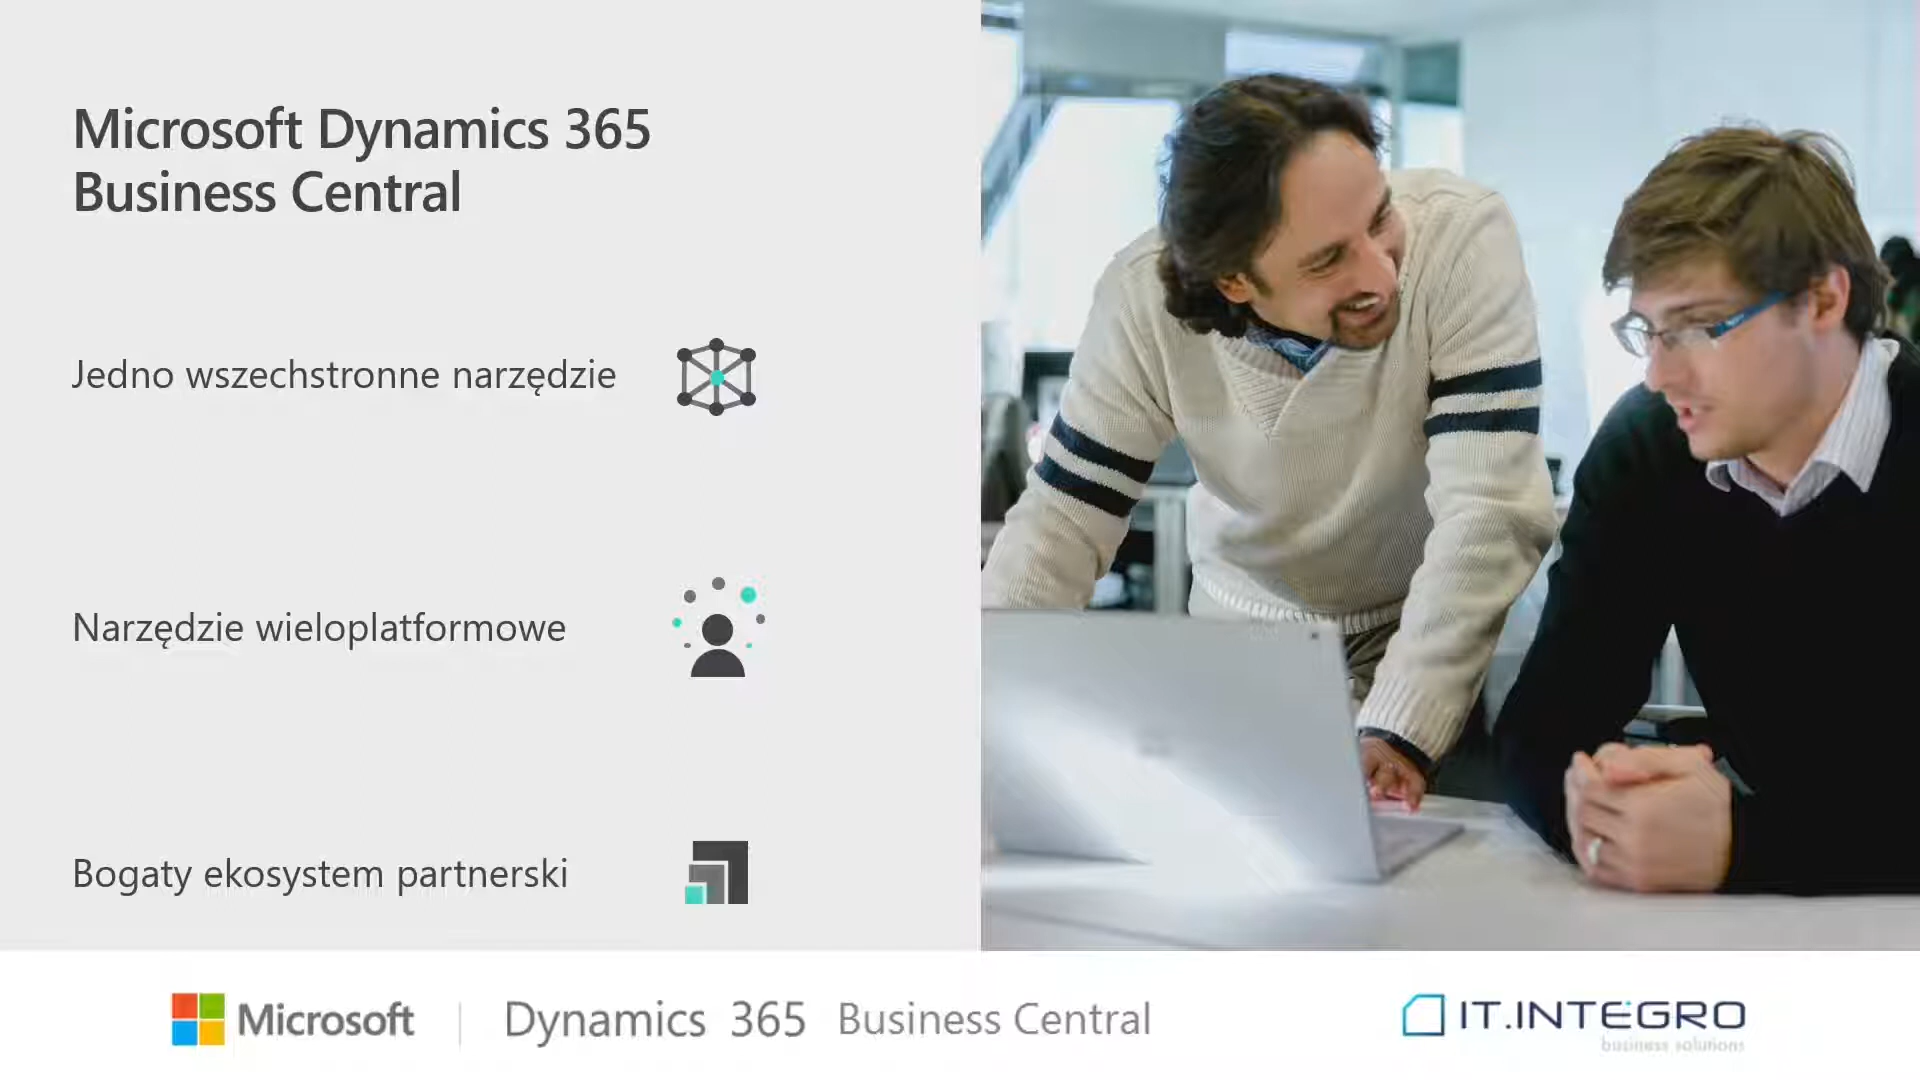 Microsoft Dynamics 365
Business Central
Jedno wszechstronne narzędzie
Narzędzie wieloplatformowe
Bogaty ekosystem partnerski
Microsoft
Dynamics 365 Business Central
IT.INTEGRO
business solutions